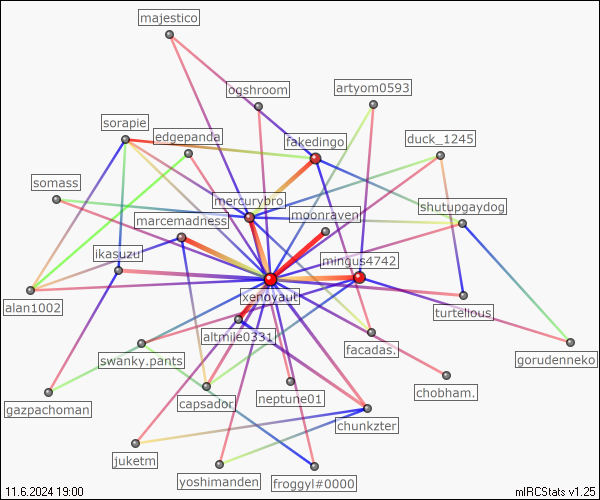 majestico
ogshroom
artyom0593
sorapie
edgepanda
fakedingo
duck_1245
somass
mercurybro
moonraven
shutupgaydog
marcemadness
ikasuzu
mingus4742
xenoyaut
alan1002
turtelious
altmile0331
swanky.pants
facadas.
gorudenneko
gazpachoman
capsador
neptune01
chobham.
chunkzter
juketm
yoshimanden
froggyl#0000
11.6.2024 19:00
mIRCStats v1.25